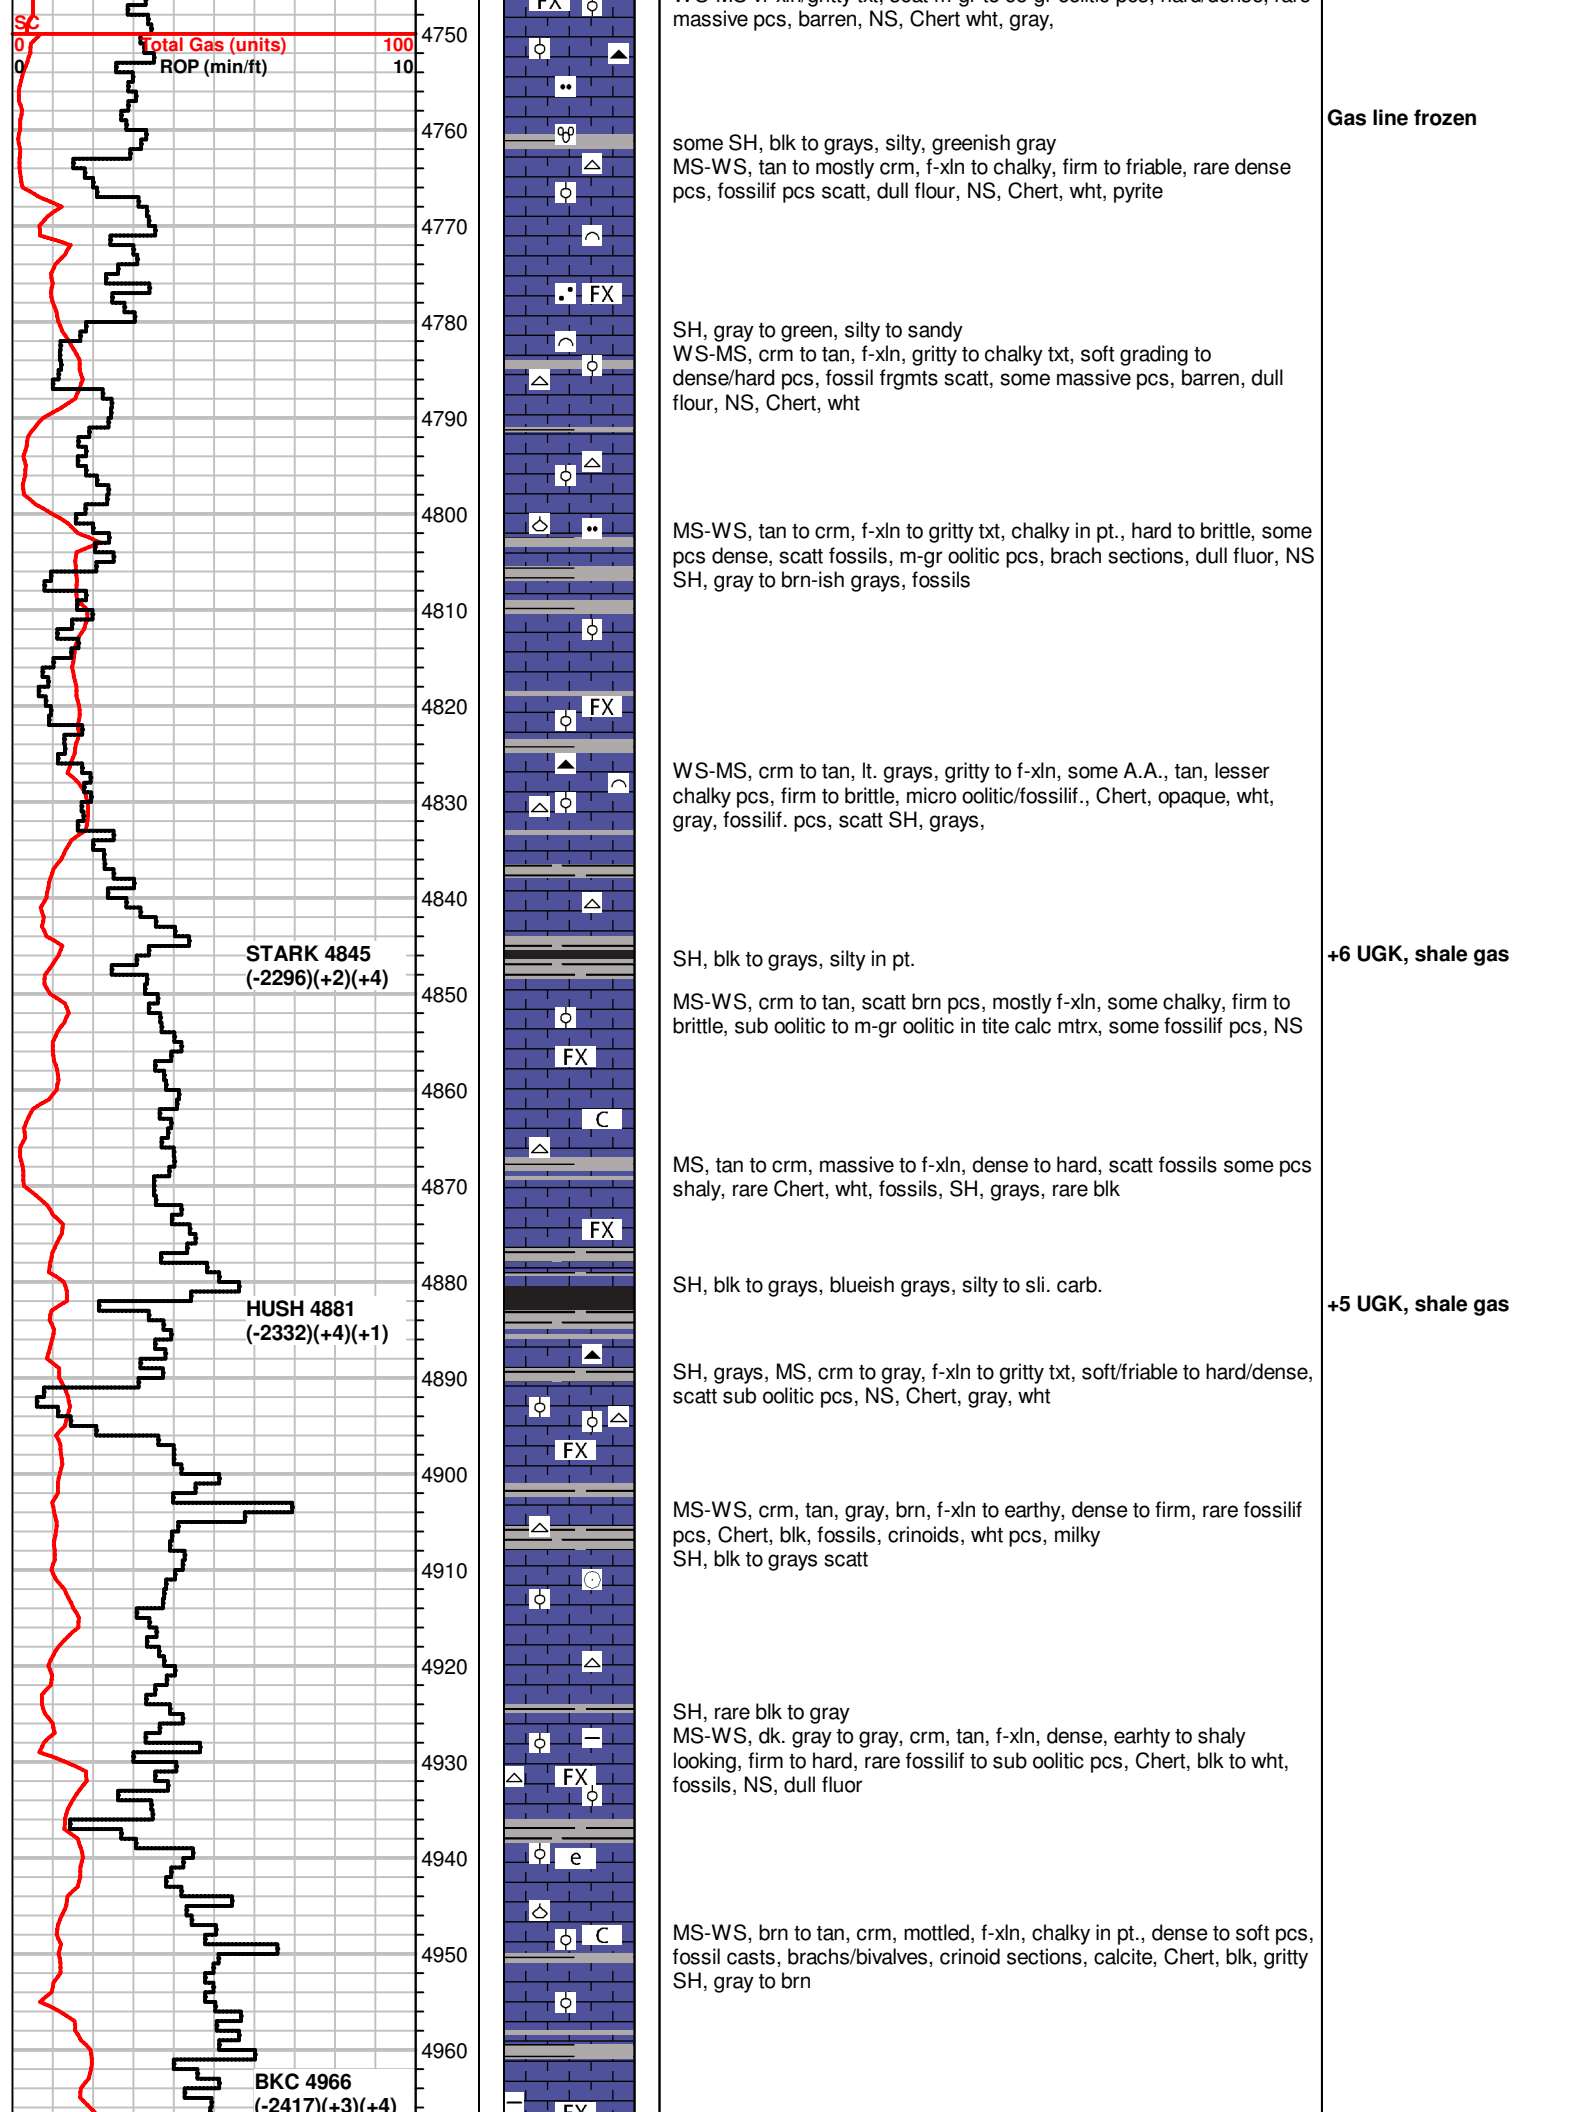 massive pcs, barren, NS, Chert wht, gray,
SC
0 Total Gas (units) 100
0 ROP (min/ft) 10
4750
FX
Gas line frozen
4760
some SH, blk to grays, silty, greenish gray
MS-WS, tan to mostly crm, f-xln to chalky, firm to friable, rare dense
pcs, fossilif pcs scatt, dull flour, NS, Chert, wht, pyrite
4770
FX
4780
SH, gray to green, silty to sandy
WS-MS, crm to tan, f-xln, gritty to chalky txt, soft grading to
dense/hard pcs, fossil frgmts scatt, some massive pcs, barren, dull
flour, NS, Chert, wht
4790
4800
MS-WS, tan to crm, f-xln to gritty txt, chalky in pt., hard to brittle, some
pcs dense, scatt fossils, m-gr oolitic pcs, brach sections, dull fluor, NS
SH, gray to brn-ish grays, fossils
4810
4820
FX
WS-MS, crm to tan, lt. grays, gritty to f-xln, some A.A., tan, lesser
chalky pcs, firm to brittle, micro oolitic/fossilif., Chert, opaque, wht,
gray, fossilif. pcs, scatt SH, grays,
4830
4840
STARK 4845
(-2296)(+2)(+4)
SH, blk to grays, silty in pt.
+6 UGK, shale gas
4850
MS-WS, crm to tan, scatt brn pcs, mostly f-xln, some chalky, firm to
brittle, sub oolitic to m-gr oolitic in tite calc mtrx, some fossilif pcs, NS
FX
4860
C
MS, tan to crm, massive to f-xln, dense to hard, scatt fossils some pcs
shaly, rare Chert, wht, fossils, SH, grays, rare blk
4870
FX
4880
SH, blk to grays, blueish grays, silty to sli. carb.
HUSH 4881
(-2332)(+4)(+1)
+5 UGK, shale gas
4890
SH, grays, MS, crm to gray, f-xln to gritty txt, soft/friable to hard/dense,
scatt sub oolitic pcs, NS, Chert, gray, wht
FX
4900
MS-WS, crm, tan, gray, brn, f-xln to earthy, dense to firm, rare fossilif
pcs, Chert, blk, fossils, crinoids, wht pcs, milky
SH, blk to grays scatt
4910
4920
SH, rare blk to gray
MS-WS, dk. gray to gray, crm, tan, f-xln, dense, earhty to shaly
looking, firm to hard, rare fossilif to sub oolitic pcs, Chert, blk to wht,
fossils, NS, dull fluor
4930
FX
4940
e
MS-WS, brn to tan, crm, mottled, f-xln, chalky in pt., dense to soft pcs,
fossil casts, brachs/bivalves, crinoid sections, calcite, Chert, blk, gritty
SH, gray to brn
C
4950
4960
BKC 4966
(-2417)(+3)(+4)
FX